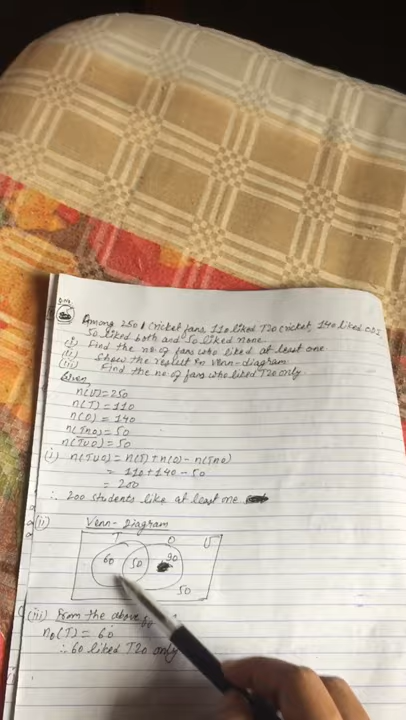 Among 250 cricket fans, 110 liked T20 cricket, 140 liked ODI
50 liked both and 50 liked none.
(i) Find the no. of fans who liked at least one
(ii) Show the result in Venn-diagram
(iii) Find the no. of fans who liked T20 only.
Given,
n(U)=250
n(T)=110
n(O)=140
n(T∩O)=50
n(TUO)=50
(i) n(TUO) = n(T)+n(O) - n(T∩O)
= 110+140-50
= 200
∴ 200 students like at least
(ii) Venn-Diagram
T O U
60 50 90
50
(iii) From the above
no(T) = 60
∴ 60 liked T20 only